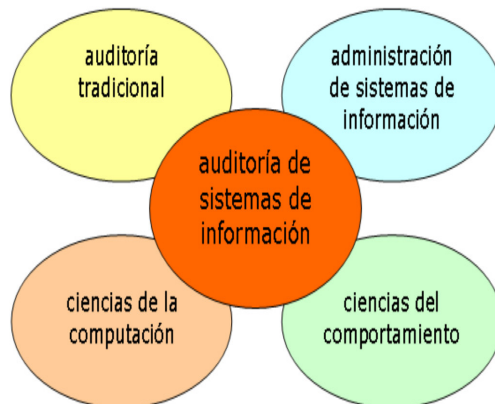 auditoría
tradicional
administración
de sistemas de
información
auditoría de
sistemas de
información
ciencias de la
computación
ciencias del
comportamiento